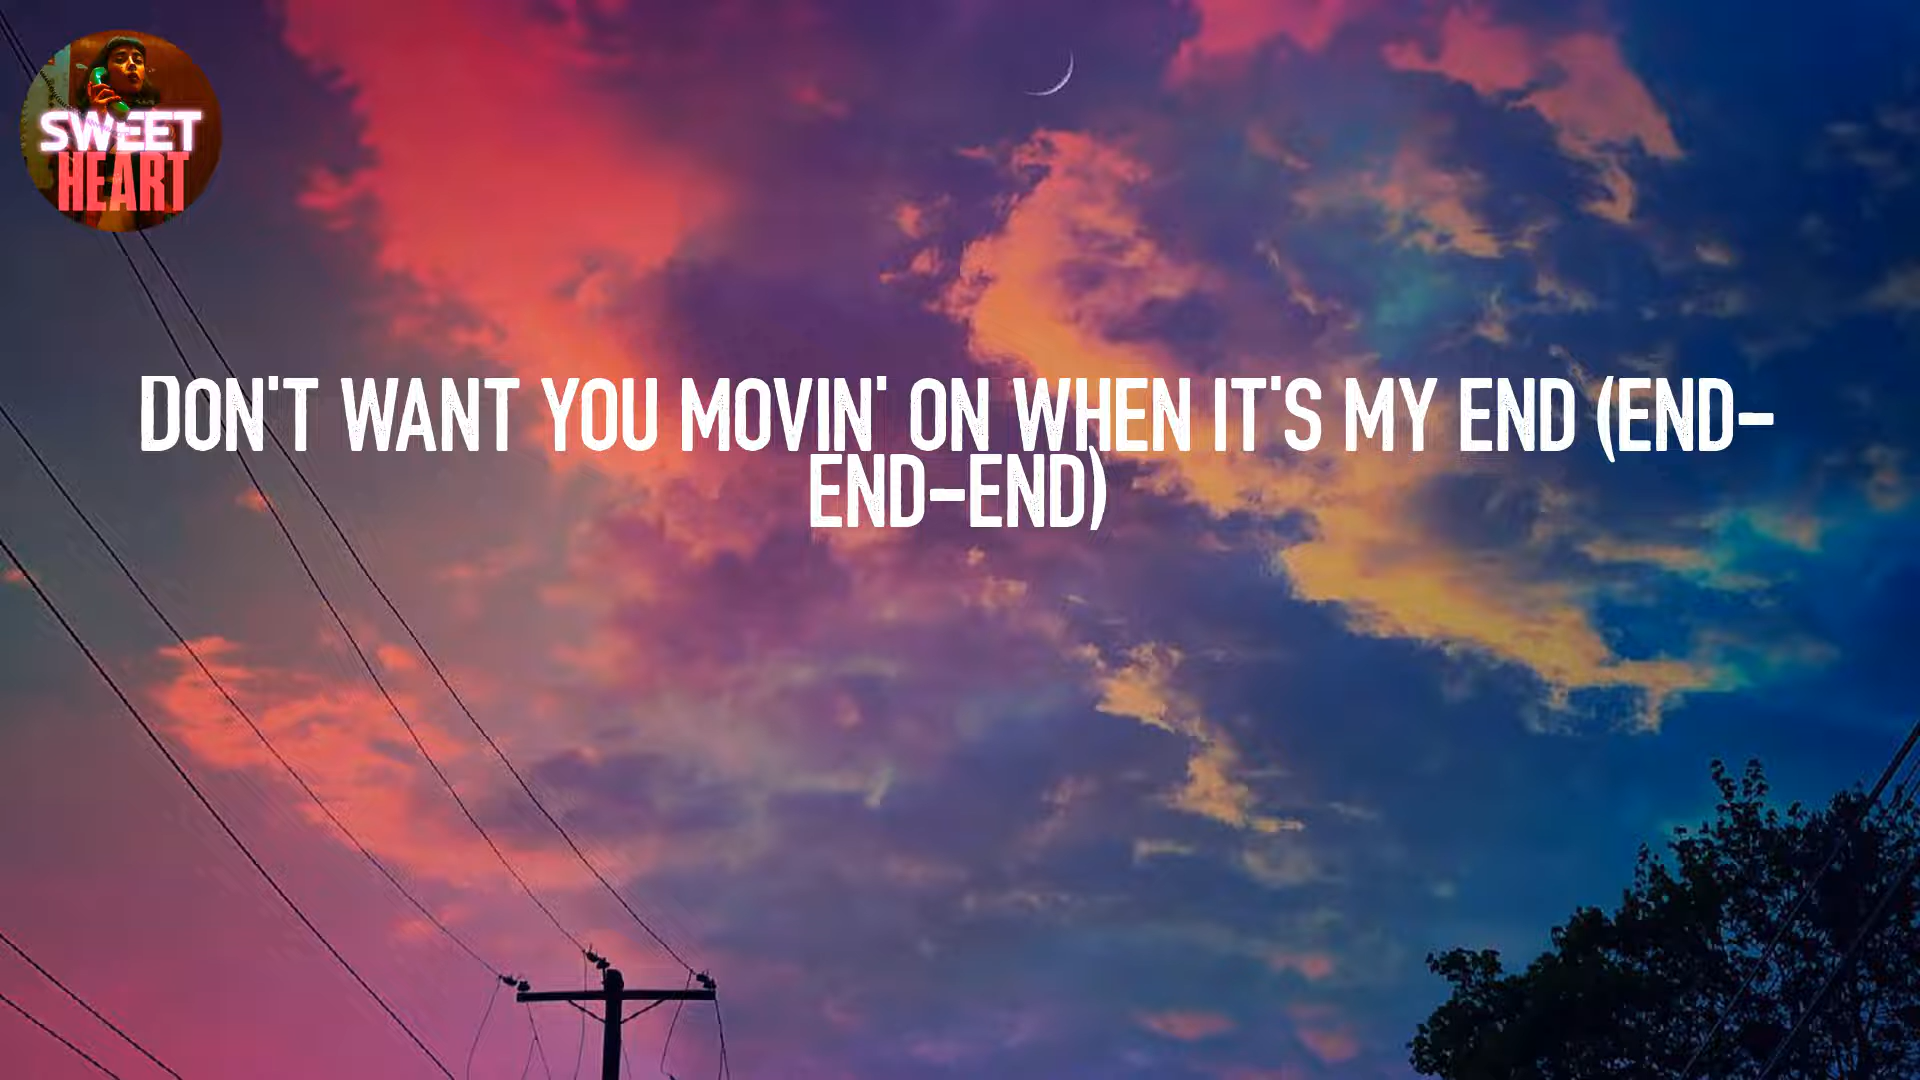 SWEET
HEART
DON'T WANT YOU MOVIN' ON WHEN IT'S MY END (END-
END-END)